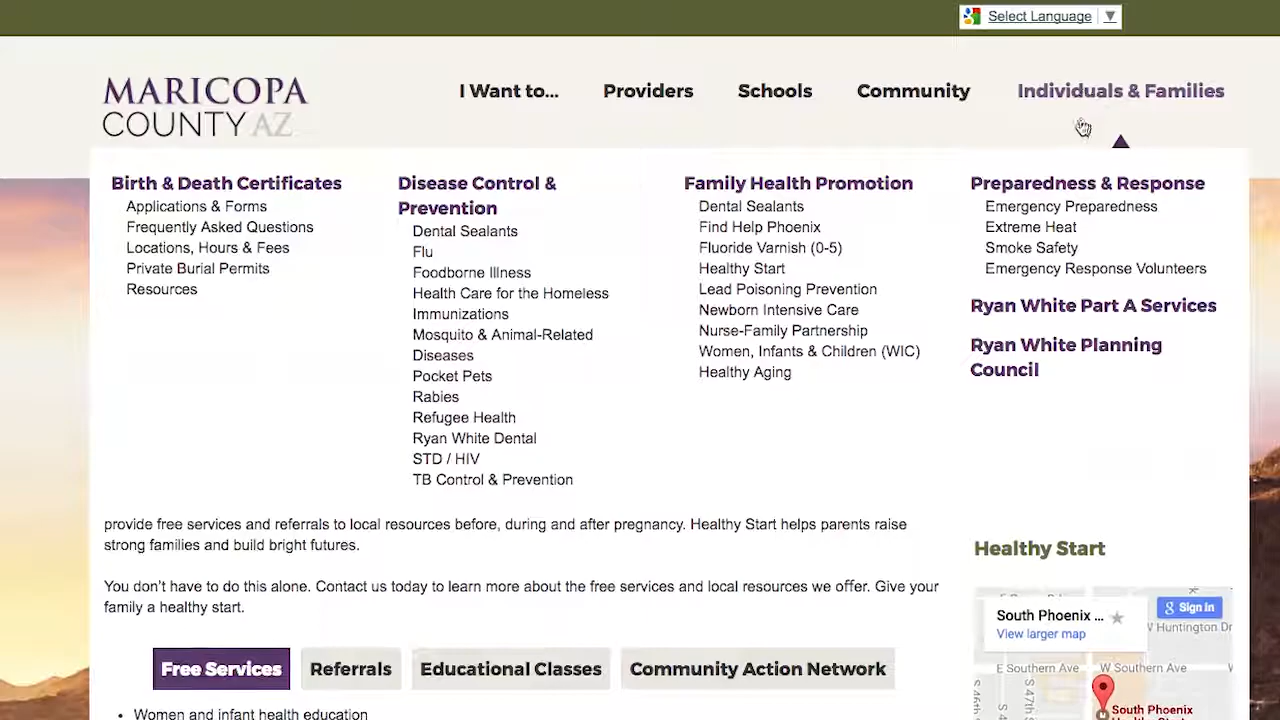 Select Language ▼
MARICOPA
COUNTY AZ
I Want to... Providers Schools Community Individuals & Families
Birth & Death Certificates
Applications & Forms
Frequently Asked Questions
Locations, Hours & Fees
Private Burial Permits
Resources
Disease Control &
Prevention
Dental Sealants
Flu
Foodborne Illness
Health Care for the Homeless
Immunizations
Mosquito & Animal-Related
Diseases
Pocket Pets
Rabies
Refugee Health
Ryan White Dental
STD / HIV
TB Control & Prevention
Family Health Promotion
Dental Sealants
Find Help Phoenix
Fluoride Varnish (0-5)
Healthy Start
Lead Poisoning Prevention
Newborn Intensive Care
Nurse-Family Partnership
Women, Infants & Children (WIC)
Healthy Aging
Preparedness & Response
Emergency Preparedness
Extreme Heat
Smoke Safety
Emergency Response Volunteers
Ryan White Part A Services
Ryan White Planning
Council
provide free services and referrals to local resources before, during and after pregnancy. Healthy Start helps parents raise
strong families and build bright futures.
You don't have to do this alone. Contact us today to learn more about the free services and local resources we offer. Give your
family a healthy start.
Free Services Referrals Educational Classes Community Action Network
• Women and infant health education
Healthy Start
South Phoenix ...
View larger map
Sign in
W Huntington Dr
E Southern Ave W Southern Ave
South Phoenix